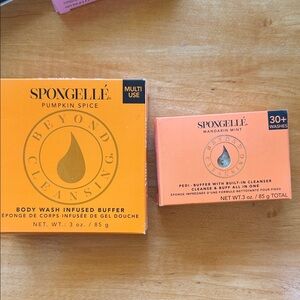 SPONGELLÉ
PUMPKIN SPICE
MULTI
USE
BEYOND
CLEANSING
BODY WASH INFUSED BUFFER
ÉPONGE DE CORPS INFUSÉE DE GEL DOUCHE
NET. WT.: 3 oz. / 85 g
SPONGELLÉ
MANDARIN MINT
30+
WASHES
BEYOND
CLEANSING
PEDI - BUFFER WITH BUILT-IN CLEANSER
CLEANSE & BUFF ALL IN ONE
NET WT. 3 oz. / 85 g TOTAL